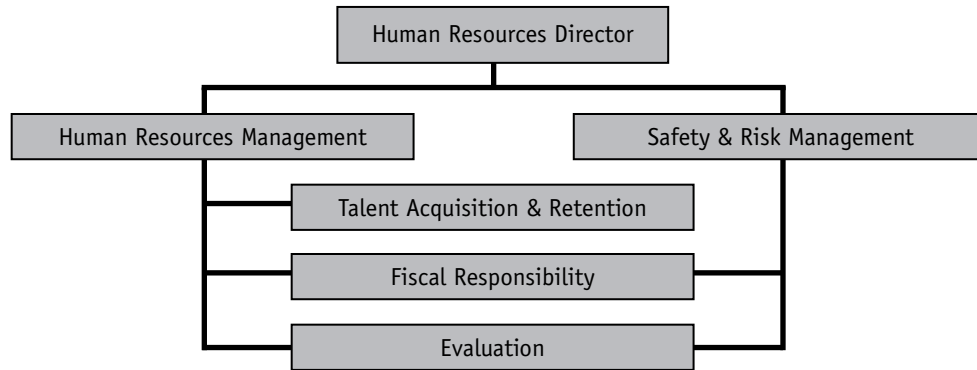 Human Resources Director
Human Resources Management
Safety & Risk Management
Talent Acquisition & Retention
Fiscal Responsibility
Evaluation